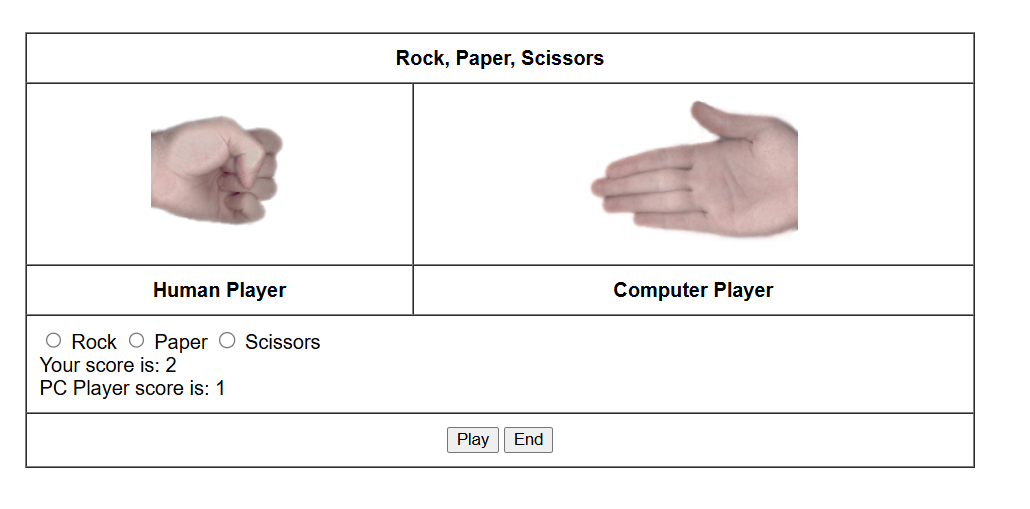 Rock, Paper, Scissors
Human Player
Computer Player
Rock Paper Scissors
Your score is: 2
PC Player score is: 1
Play End